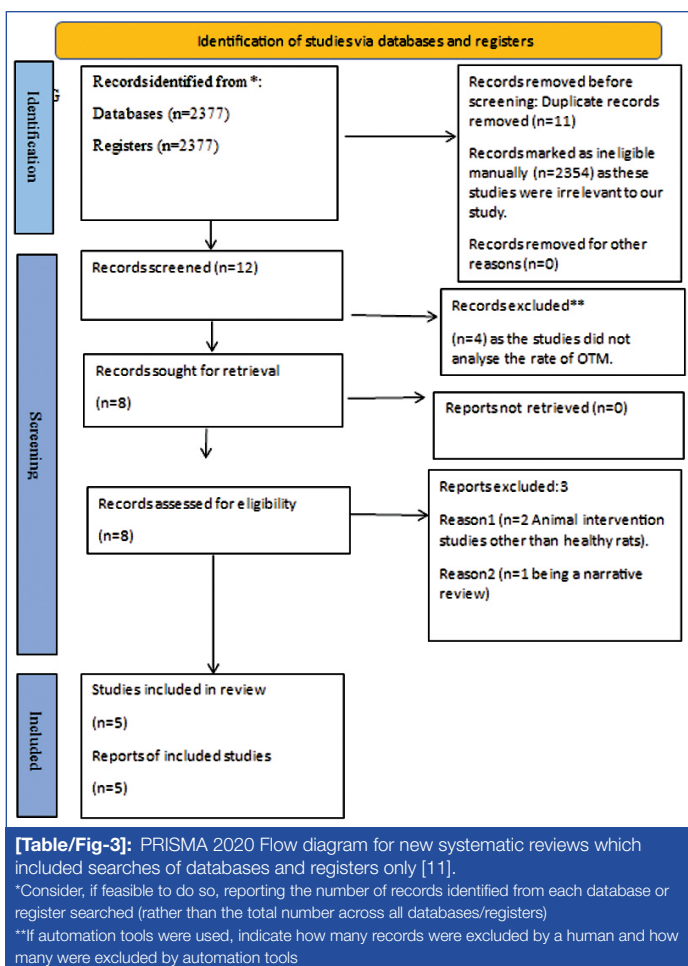 Identification of studies via databases and registers
Identification
G
Records identified from *:
Databases (n=2377)
Registers (n=2377)
Records removed before
screening: Duplicate records
removed (n=11)
Records marked as ineligible
manually (n=2354) as these
studies were irrelevant to our
study.
Records removed for other
reasons (n=0)
Screening
Records screened (n=12)
Records excluded**
(n=4) as the studies did not
analyse the rate of OTM.
Records sought for retrieval
(n=8)
Reports not retrieved (n=0)
Records assessed for eligibility
(n=8)
Reports excluded: 3
Reason1 (n=2 Animal intervention
studies other than healthy rats).
Reason2 (n=1 being a narrative
review)
Included
Studies included in review
(n=5)
Reports of included studies
(n=5)
[Table/Fig-3]: PRISMA 2020 Flow diagram for new systematic reviews which
included searches of databases and registers only [11].
*Consider, if feasible to do so, reporting the number of records identified from each database or
register searched (rather than the total number across all databases/registers)
**If automation tools were used, indicate how many records were excluded by a human and how
many were excluded by automation tools